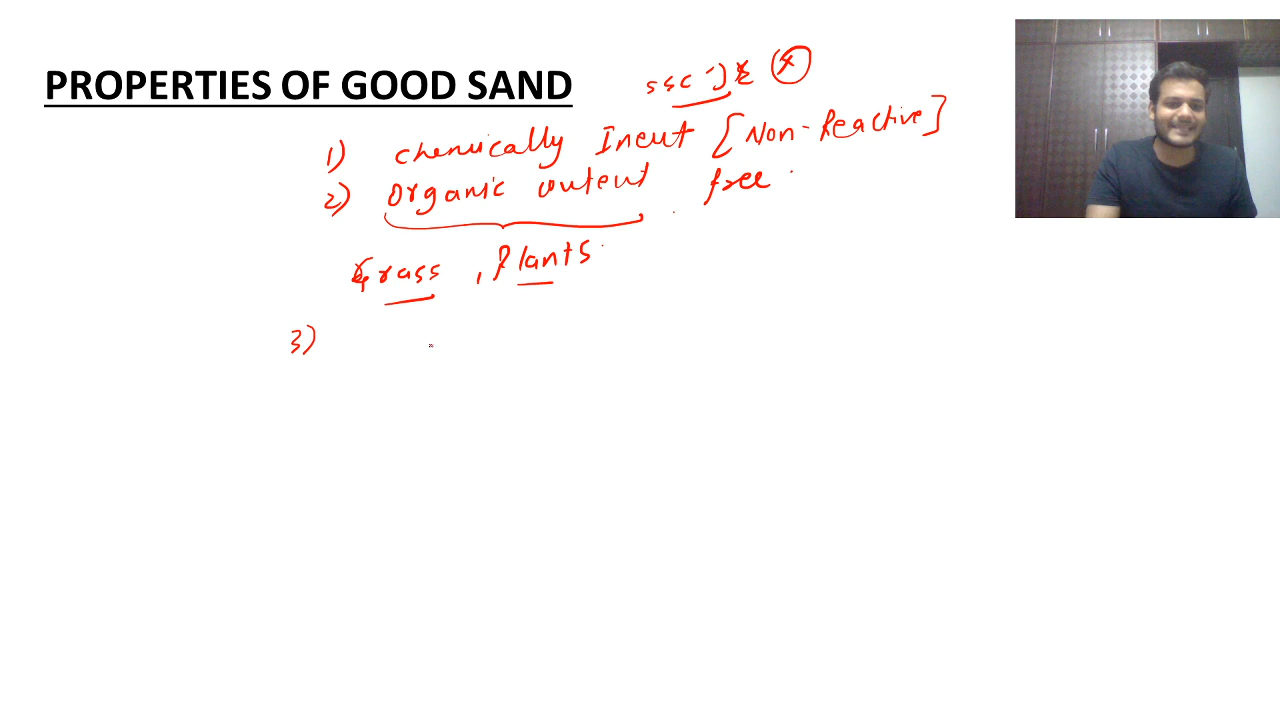 PROPERTIES OF GOOD SAND
SSC JE
1) chemically Inert [Non-Reactive]
2) Organic content free.
Grass, Plants.
3)